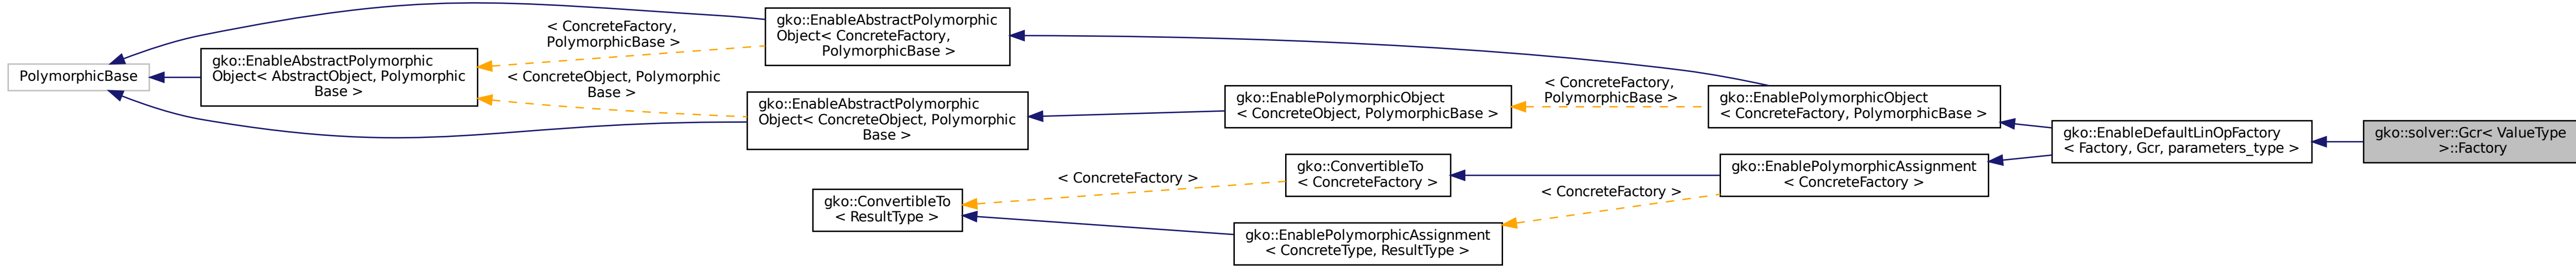 PolymorphicBase
gko::EnableAbstractPolymorphic
Object< AbstractObject, Polymorphic
Base >
< ConcreteFactory,
PolymorphicBase >
< ConcreteObject, Polymorphic
Base >
gko::EnableAbstractPolymorphic
Object< ConcreteFactory,
PolymorphicBase >
gko::EnableAbstractPolymorphic
Object< ConcreteObject, Polymorphic
Base >
gko::ConvertibleTo
< ResultType >
< ConcreteFactory >
gko::EnablePolymorphicObject
< ConcreteObject, PolymorphicBase >
gko::ConvertibleTo
< ConcreteFactory >
gko::EnablePolymorphicAssignment
< ConcreteType, ResultType >
< ConcreteFactory,
PolymorphicBase >
< ConcreteFactory >
gko::EnablePolymorphicObject
< ConcreteFactory, PolymorphicBase >
gko::EnablePolymorphicAssignment
< ConcreteFactory >
gko::EnableDefaultLinOpFactory
< Factory, Gcr, parameters_type >
gko::solver::Gcr< ValueType
>::Factory